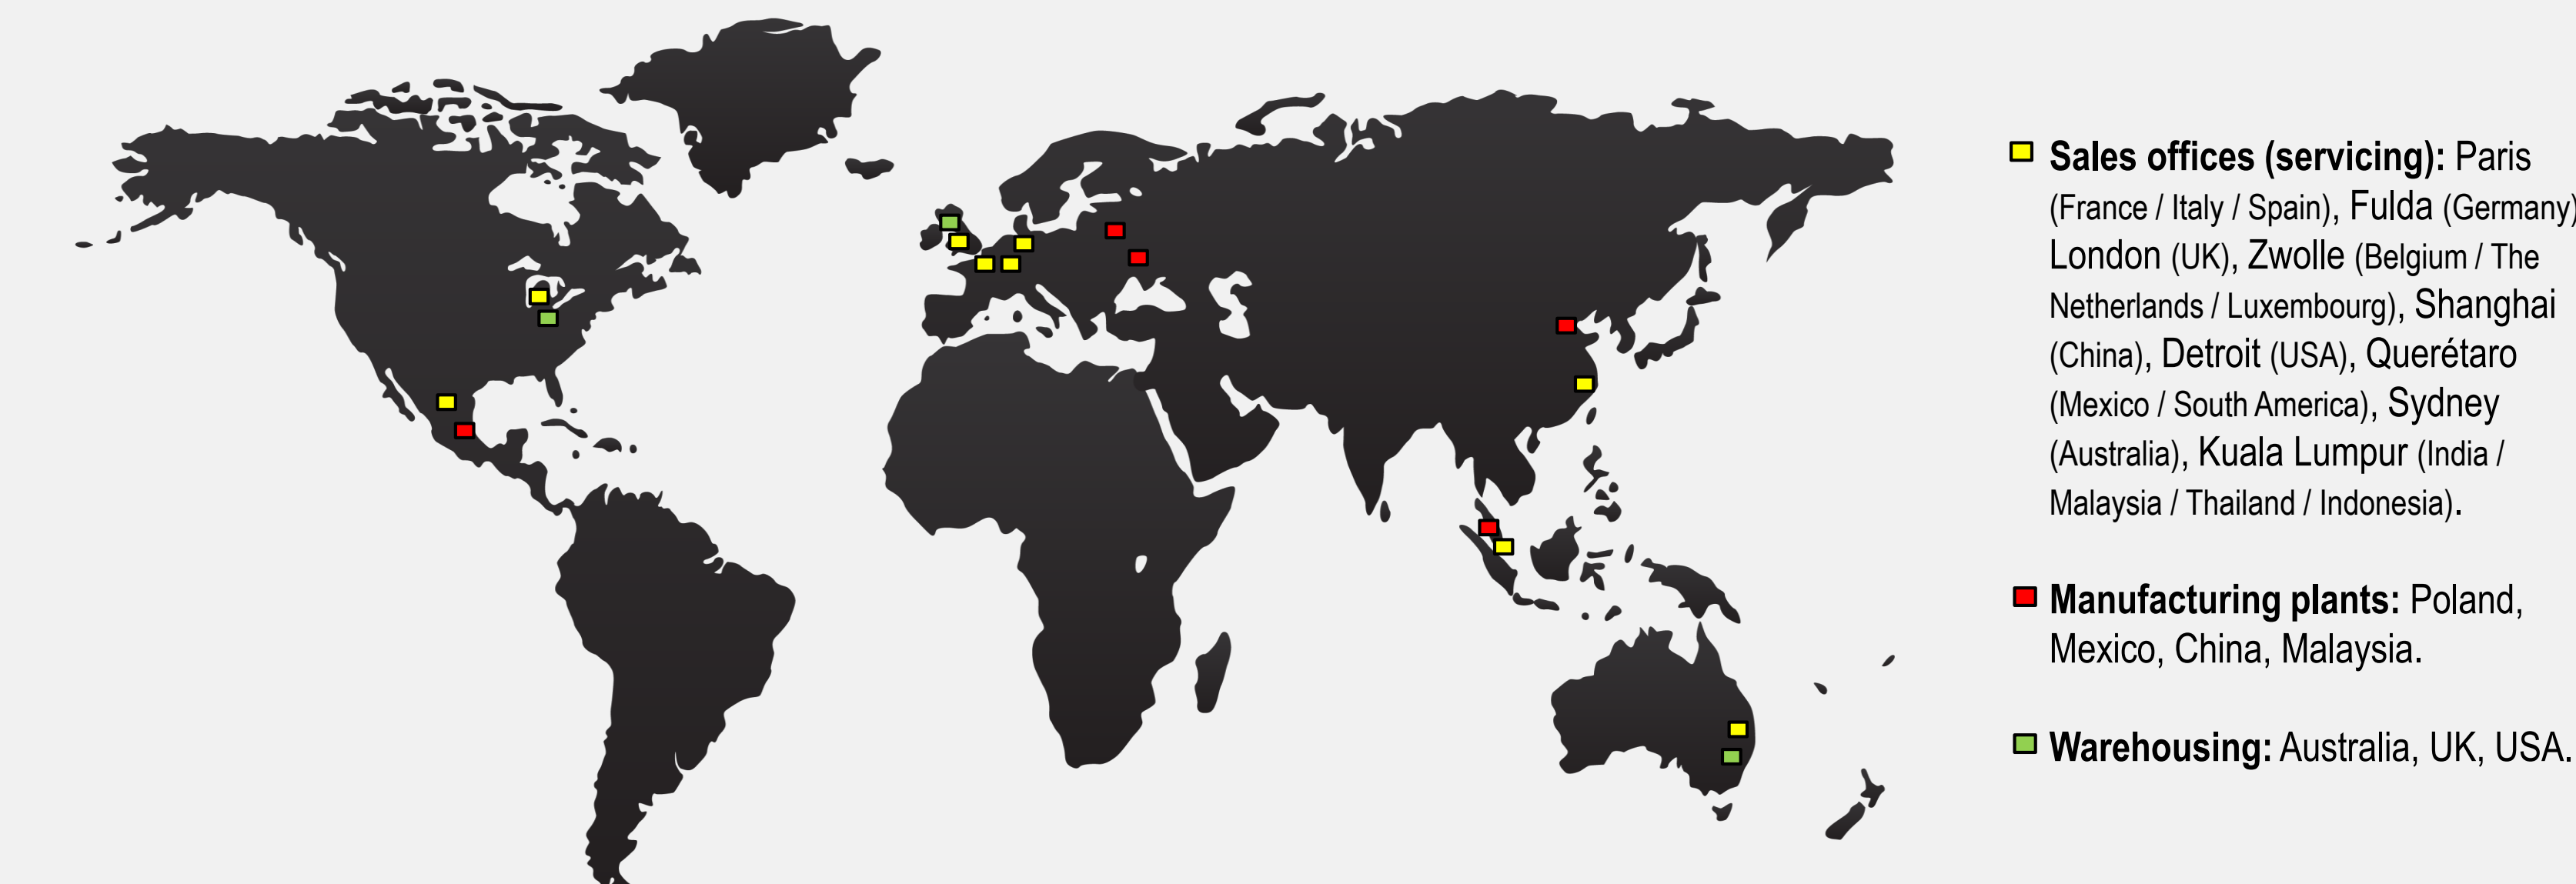 Sales offices (servicing): Paris
(France / Italy / Spain), Fulda (Germany)
London (UK), Zwolle (Belgium / The
Netherlands / Luxembourg), Shanghai
(China), Detroit (USA), Querétaro
(Mexico / South America), Sydney
(Australia), Kuala Lumpur (India /
Malaysia / Thailand / Indonesia).
Manufacturing plants: Poland,
Mexico, China, Malaysia.
Warehousing: Australia, UK, USA.